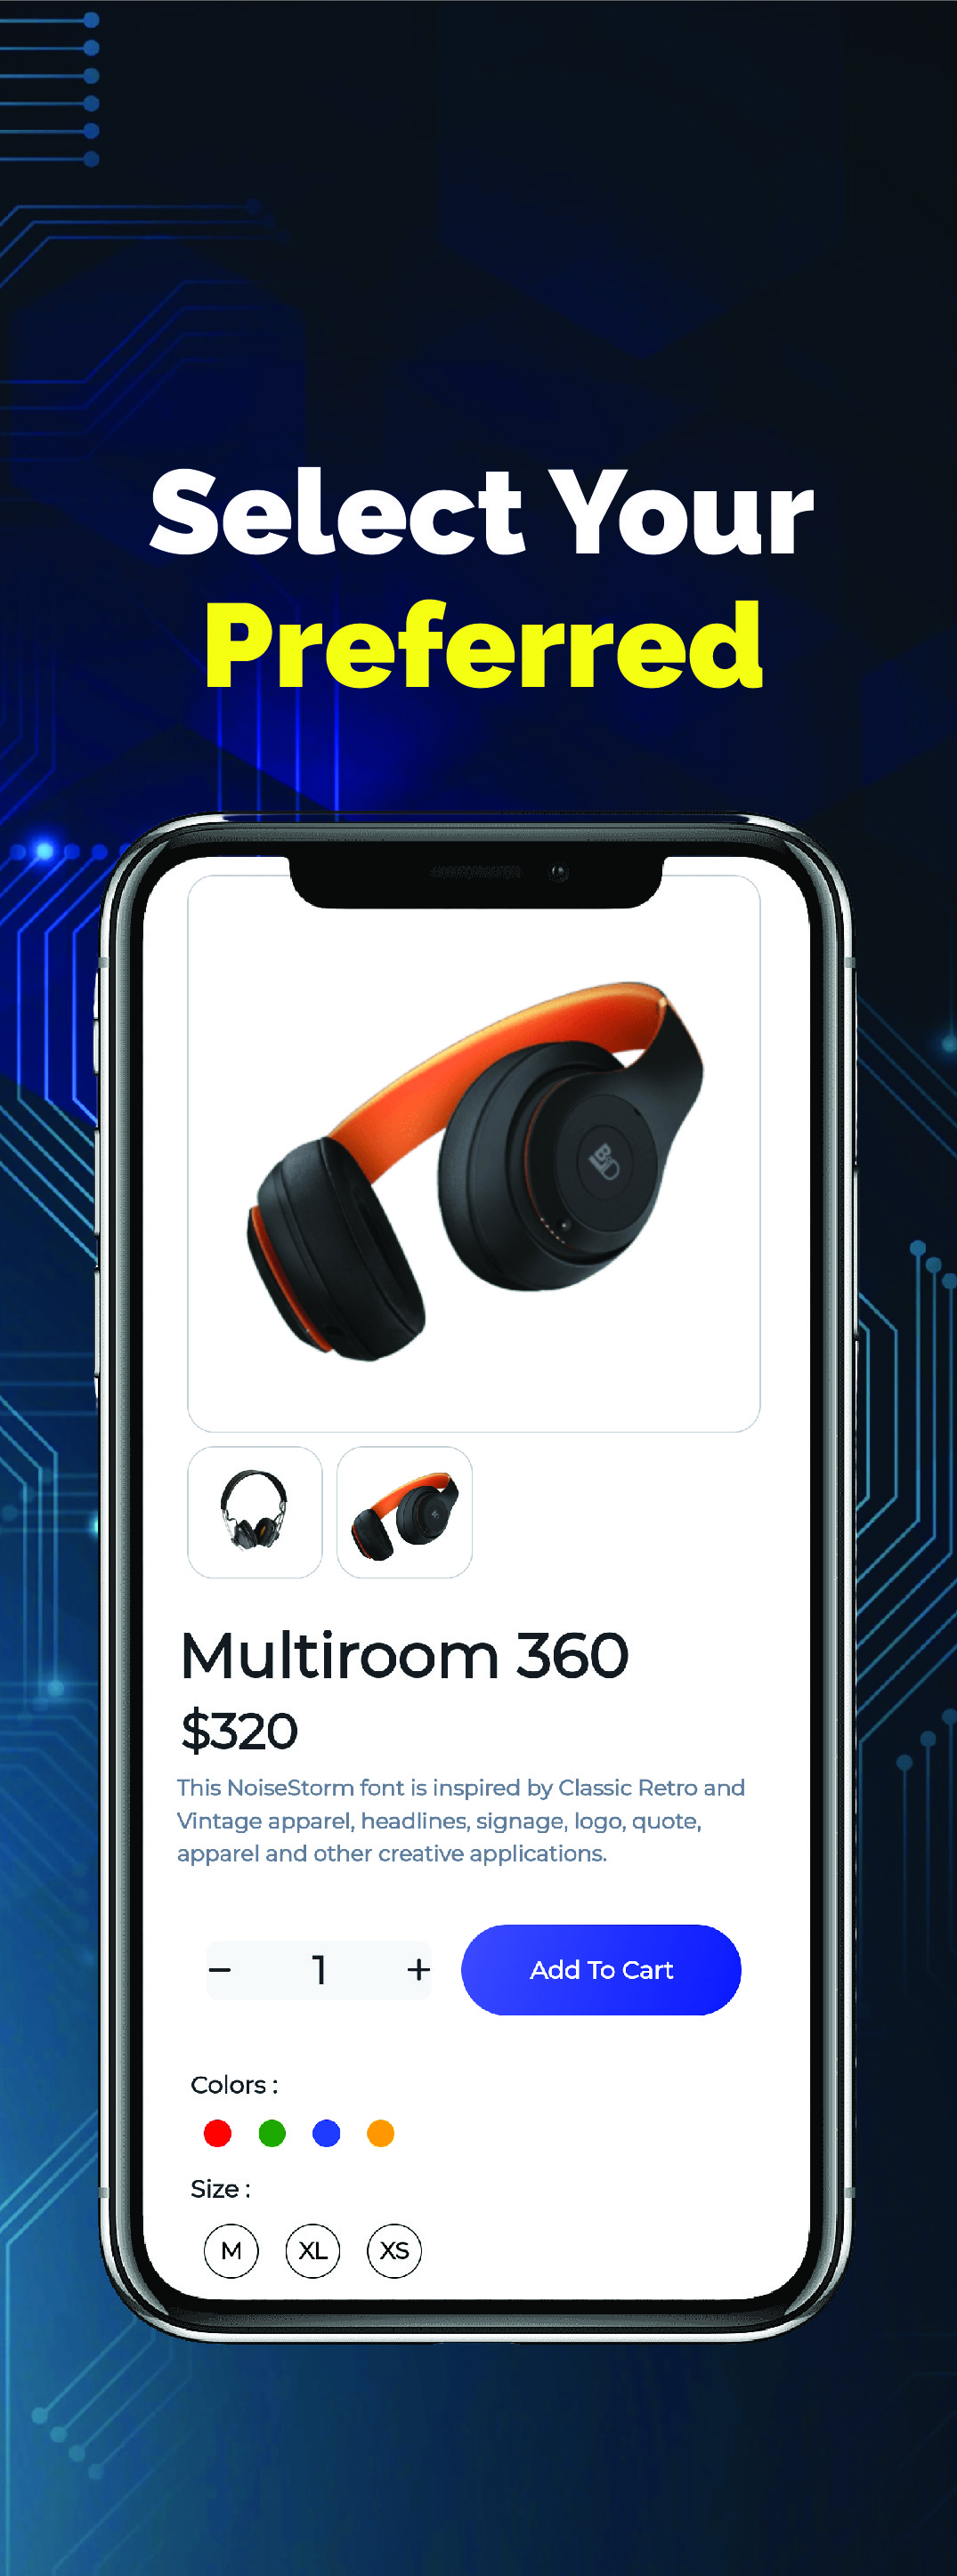 Select Your
Preferred
Multiroom 360
$320
This NoiseStorm font is inspired by Classic Retro and
Vintage apparel, headlines, signage, logo, quote,
apparel and other creative applications.
− 1 + Add To Cart
Colors :
Size :
M XL XS